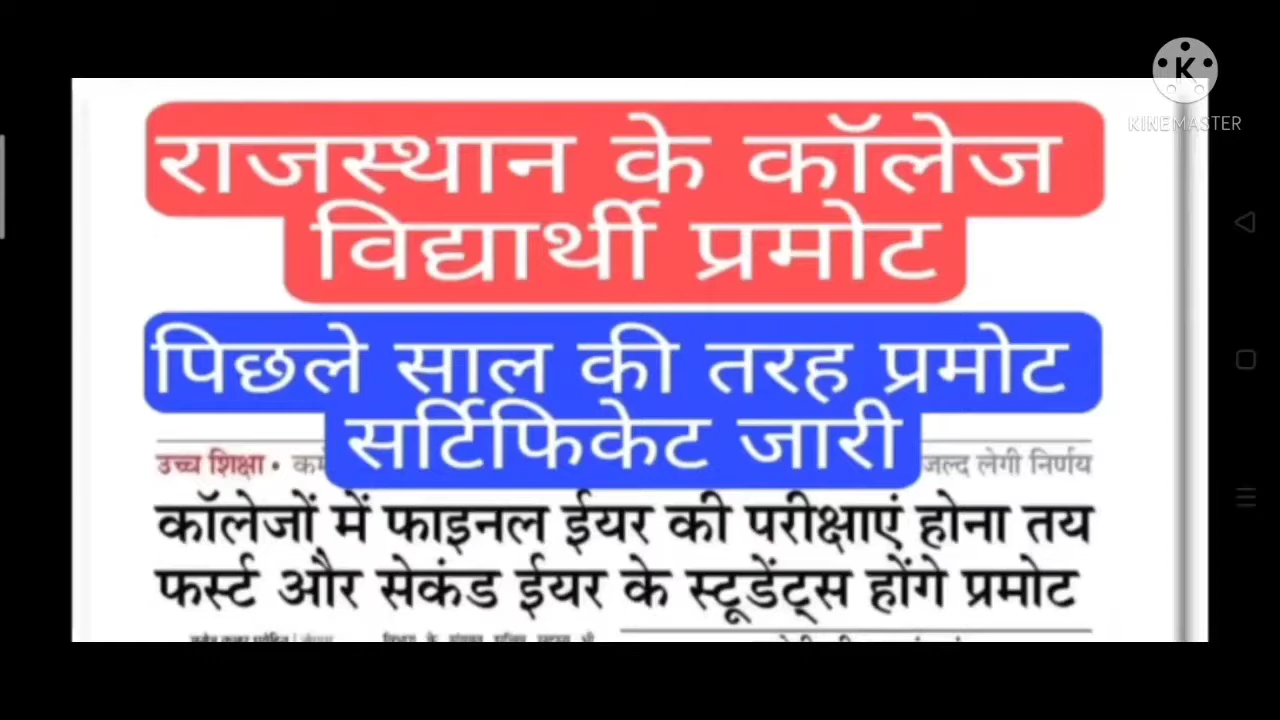 KINEMASTER
राजस्थान के कॉलेज
विद्यार्थी प्रमोट
पिछले साल की तरह प्रमोट
सर्टिफिकेट जारी
उच्च शिक्षा • जल्द लेगी निर्णय
कॉलेजों में फाइनल ईयर की परीक्षाएं होना तय
फर्स्ट और सेकंड ईयर के स्टूडेंट्स होंगे प्रमोट